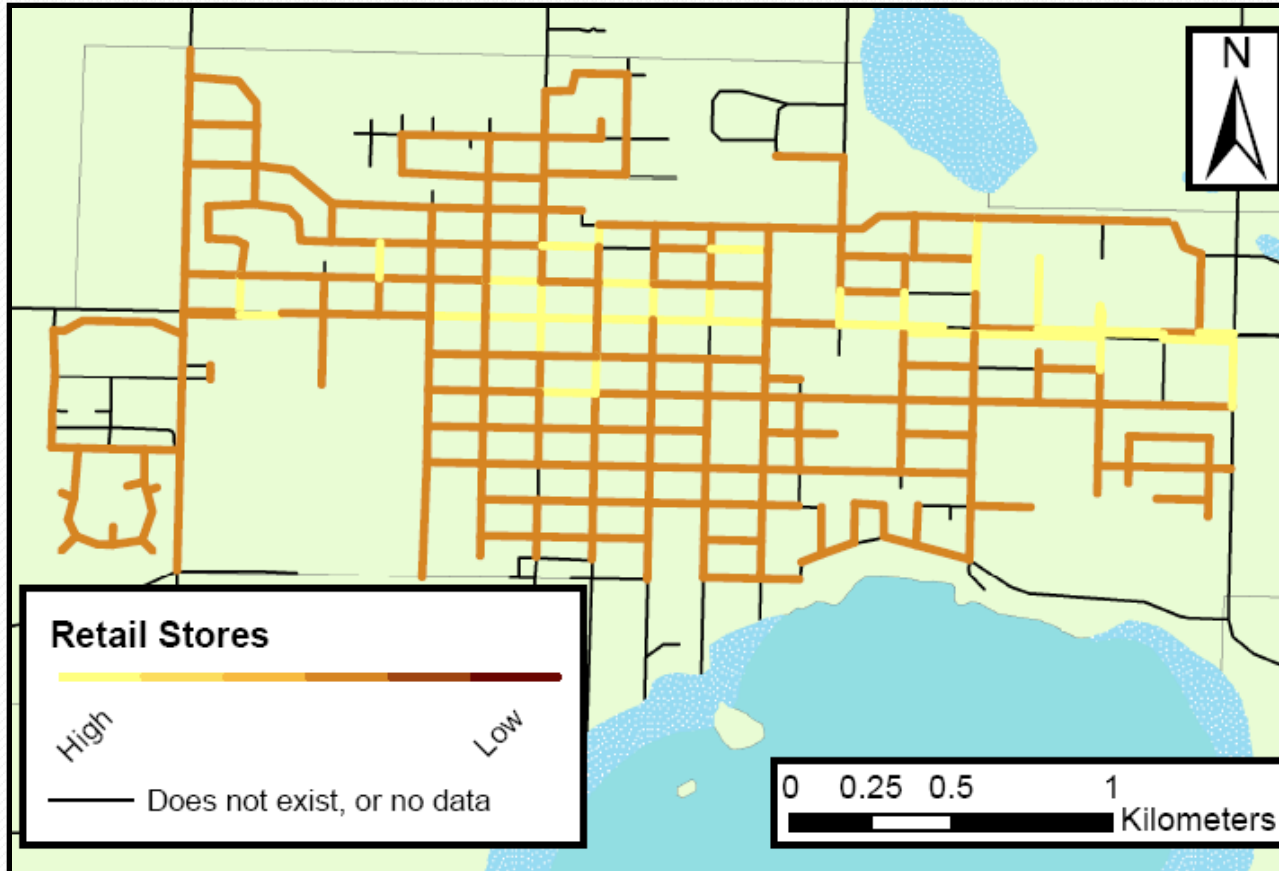 N
Retail Stores
High
Low
Does not exist, or no data
0 0.25 0.5 1
Kilometers